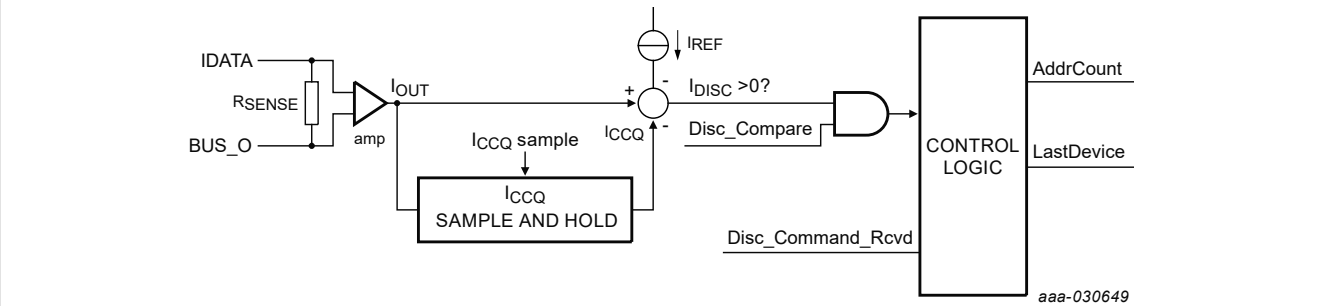 IDATA
RSENSE
BUS_O
amp
IOUT
IREF
+
-
-
ICCQ
IDISC >0?
Disc_Compare
ICCQ sample
ICCQ
SAMPLE AND HOLD
Disc_Command_Rcvd
CONTROL
LOGIC
AddrCount
LastDevice
aaa-030649